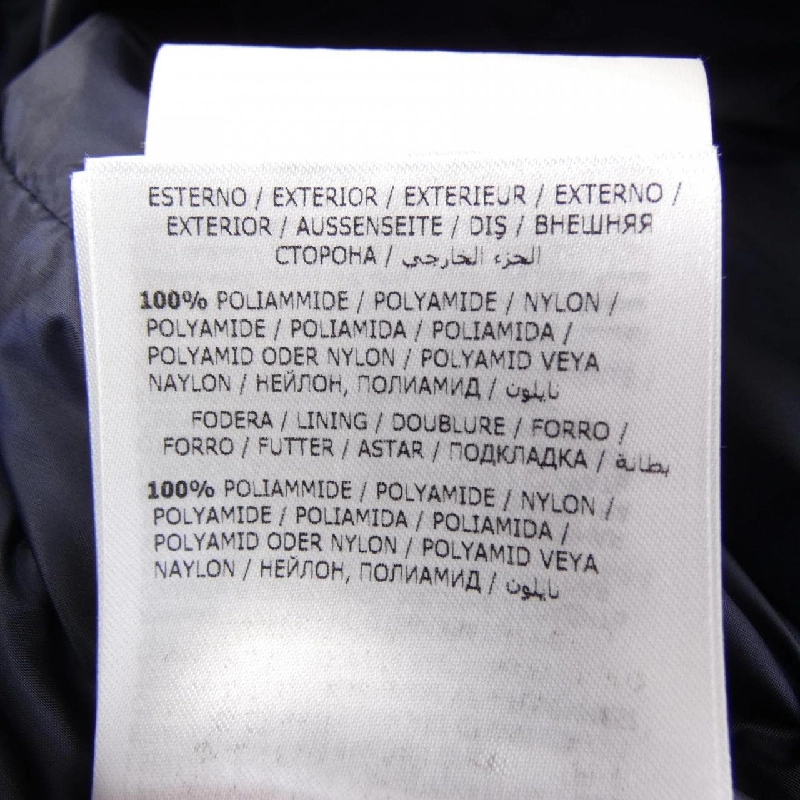 ESTERNO / EXTERIOR / EXTERIEUR / EXTERNO /
EXTERIOR / AUSSENSEITE / DIŞ / ВНЕШНЯЯ
СТОРОНА / الجزء الخارجي
100% POLIAMMIDE / POLYAMIDE / NYLON /
POLYAMIDE / POLIAMIDA / POLIAMIDA /
POLYAMID ODER NYLON / POLYAMID VEYA
NAYLON / НЕЙЛОН, ПОЛИАМИД / نايلون
FODERA / LINING / DOUBLURE / FORRO /
FORRO / FUTTER / ASTAR / ПОДКЛАДКА / بطانة
100% POLIAMMIDE / POLYAMIDE / NYLON /
POLYAMIDE / POLIAMIDA / POLIAMIDA /
POLYAMID ODER NYLON / POLYAMID VEYA
NAYLON / НЕЙЛОН, ПОЛИАМИД / نايلون